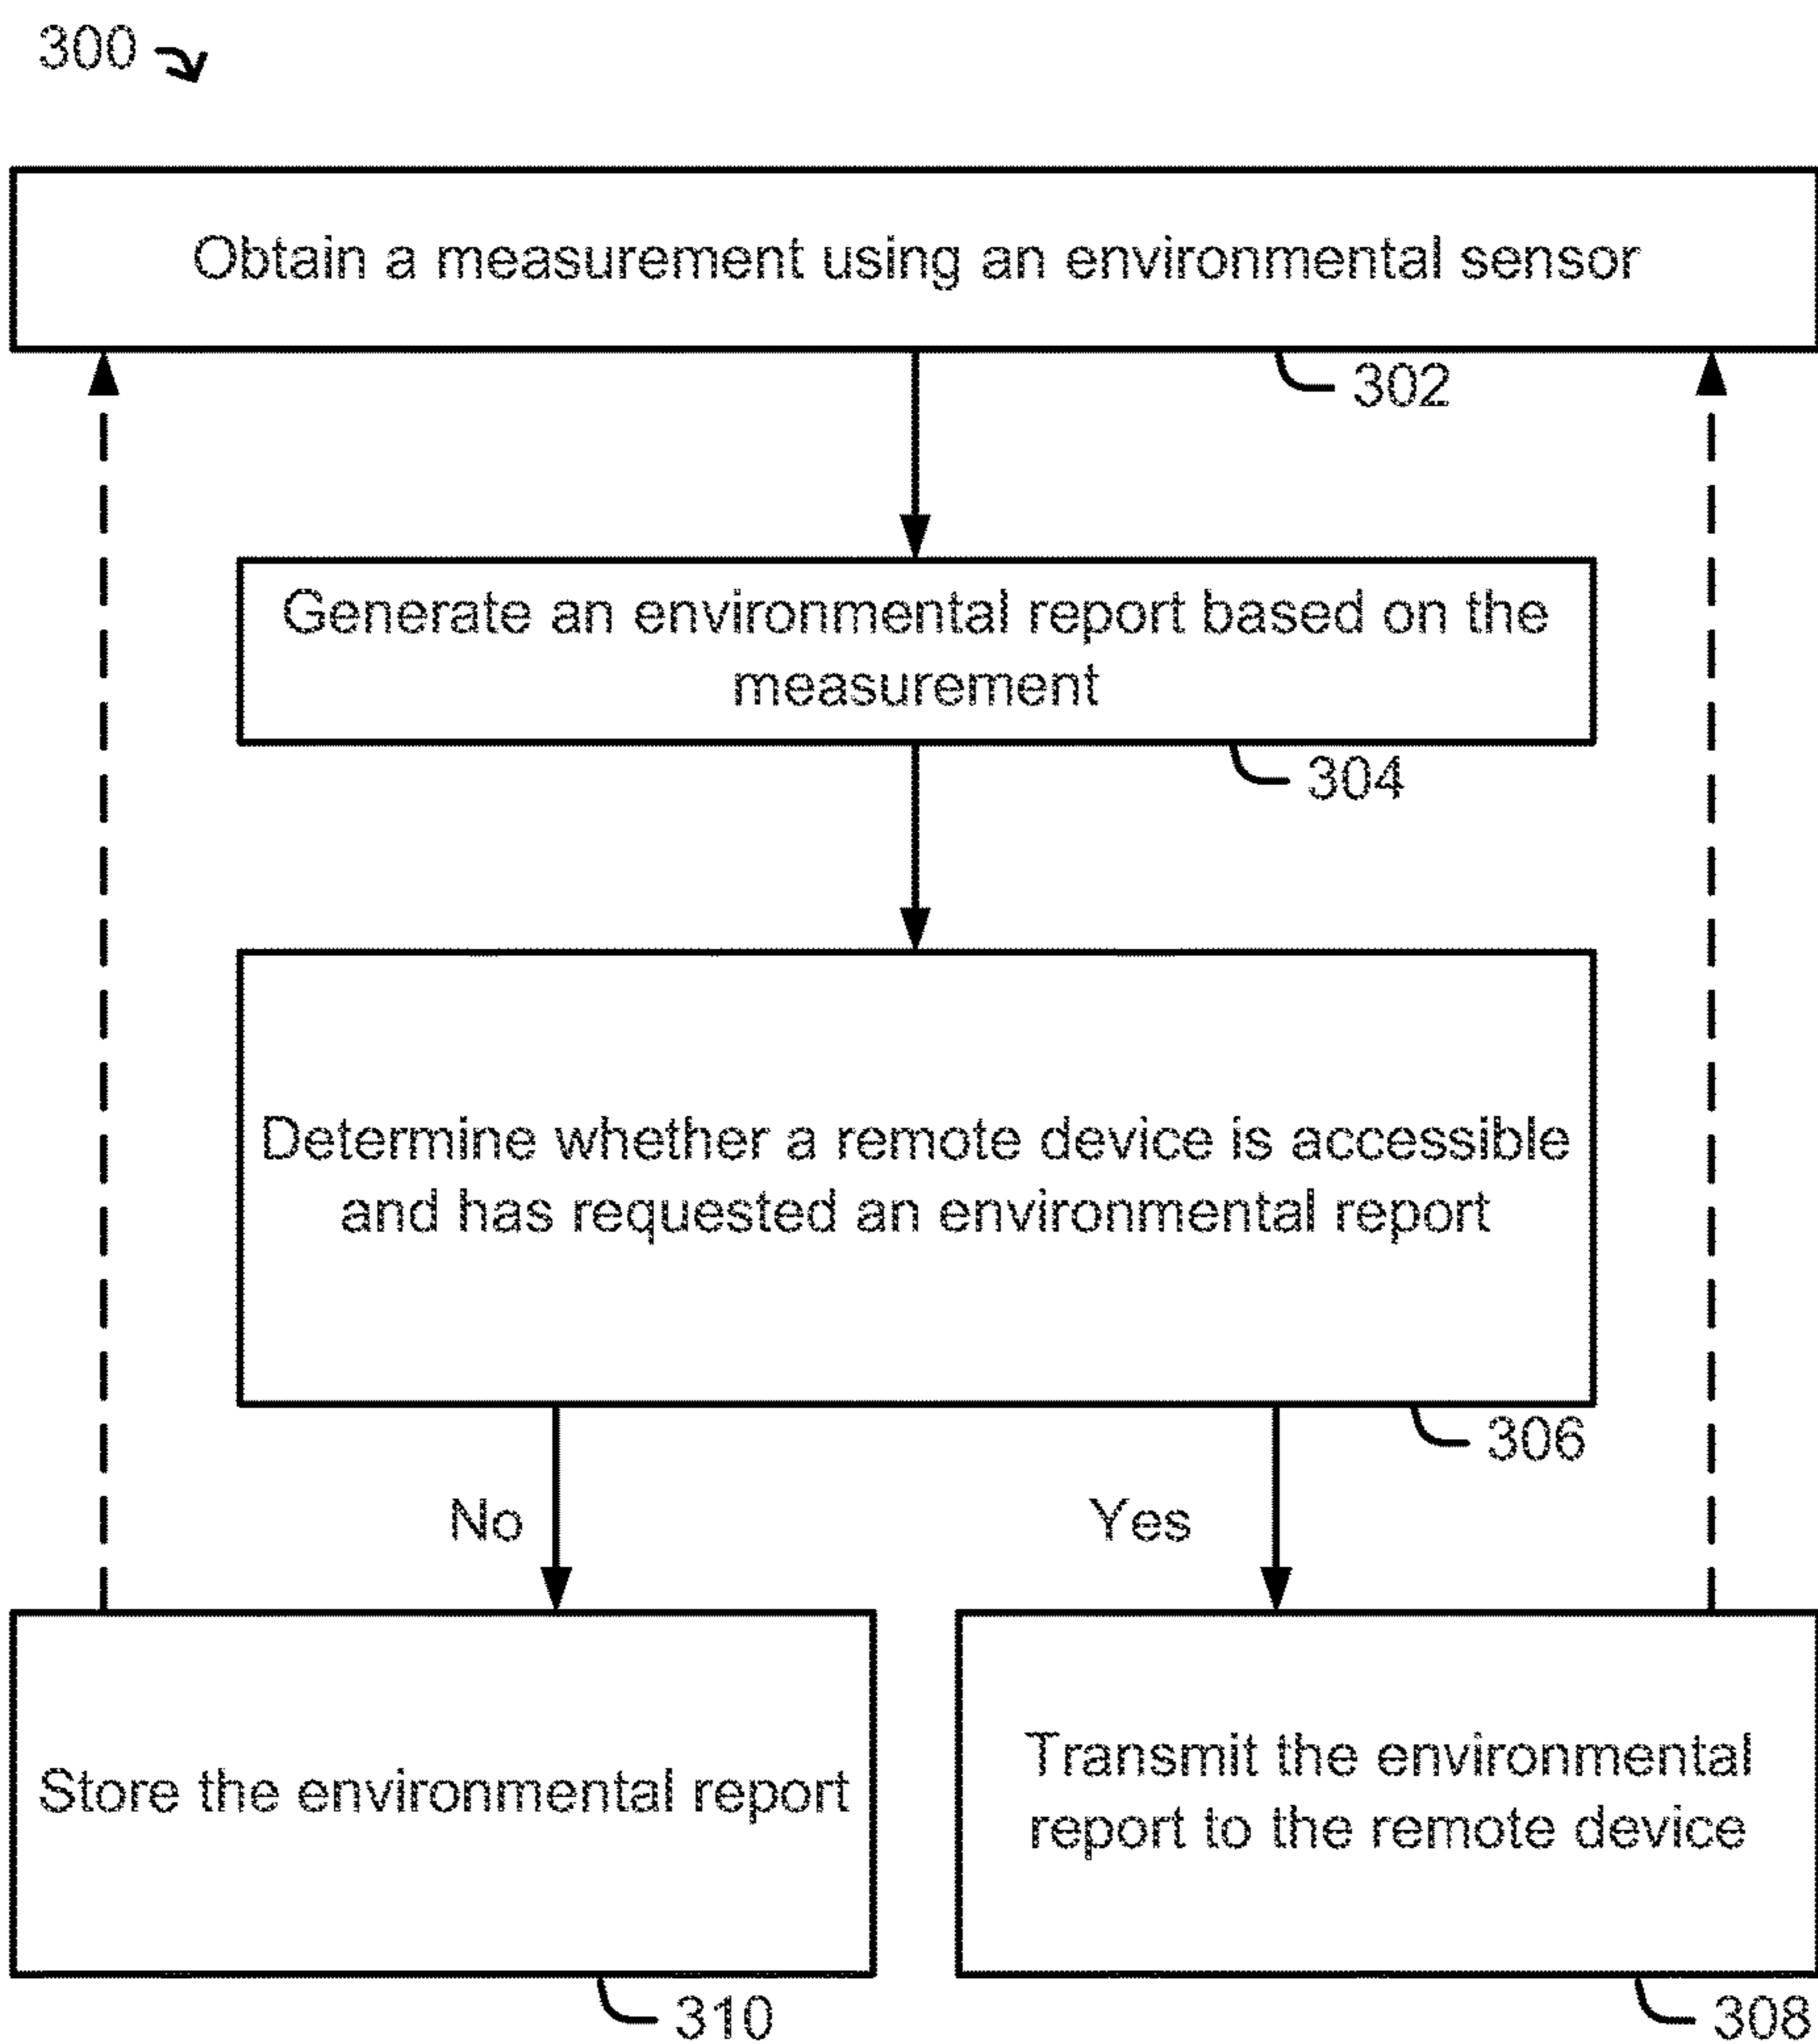 300
Obtain a measurement using an environmental sensor
302
Generate an environmental report based on the
measurement
304
Determine whether a remote device is accessible
and has requested an environmental report
306
No
Yes
Store the environmental report
310
Transmit the environmental
report to the remote device
308